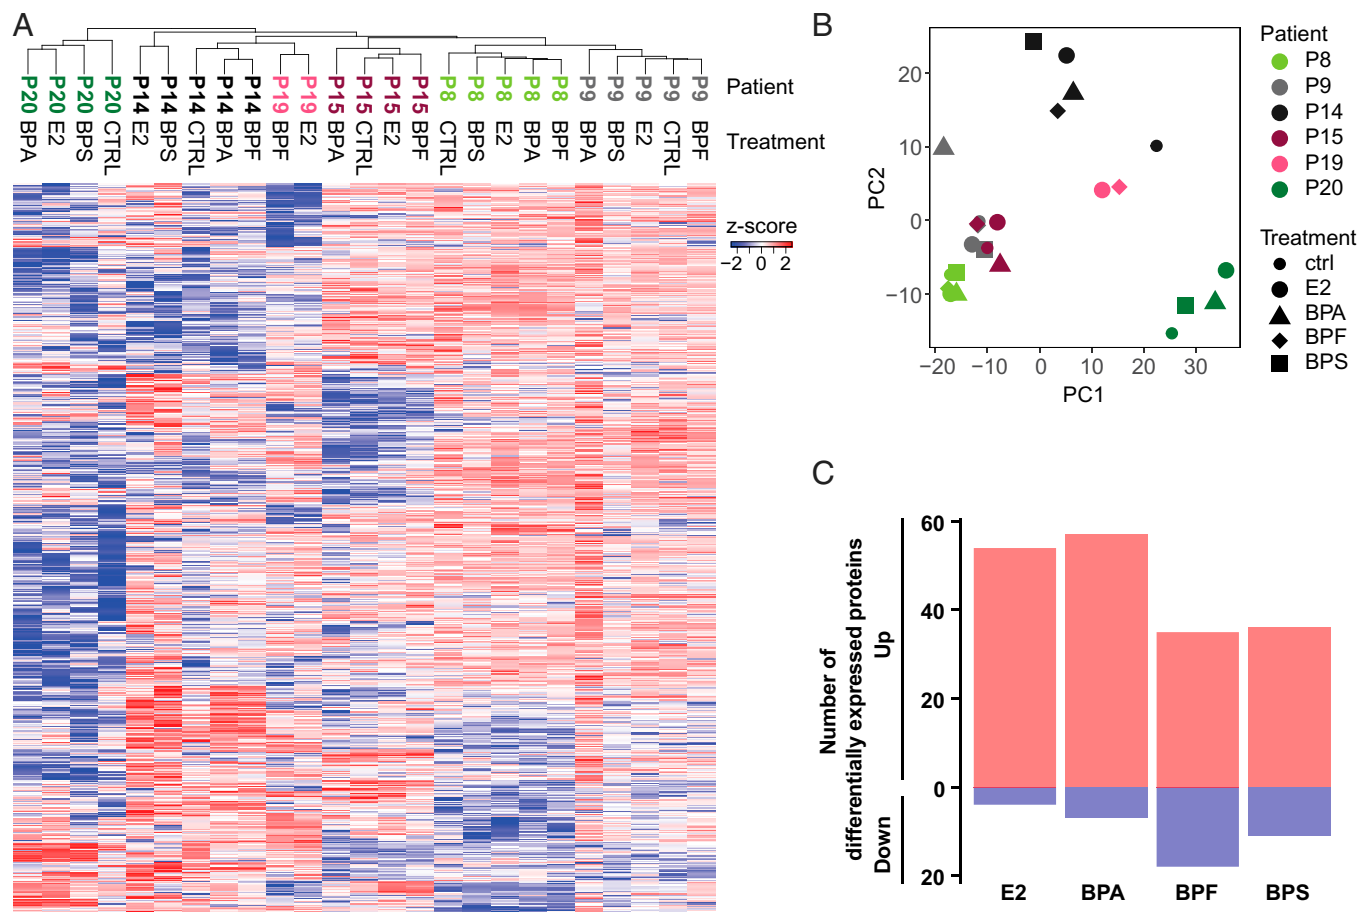 A
P20 P20 P20 P20 P14 P14 P14 P14 P14 P19 P19 P15 P15 P15 P15 P8 P8 P8 P8 P8 P9 P9 P9 P9 P9
Patient
BPA E2 BPS CTRL E2 BPS CTRL BPA BPF BPF E2 BPA CTRL E2 BPF CTRL BPS E2 BPA BPF BPA BPS E2 CTRL BPF
Treatment
z-score
−2 0 2
B
PC2
20
10
0
−10
−20 −10 0 10 20 30
PC1
Patient
P8
P9
P14
P15
P19
P20
Treatment
ctrl
E2
BPA
BPF
BPS
C
Number of
differentially expressed proteins
Up
Down
60
40
20
0
20
E2 BPA BPF BPS